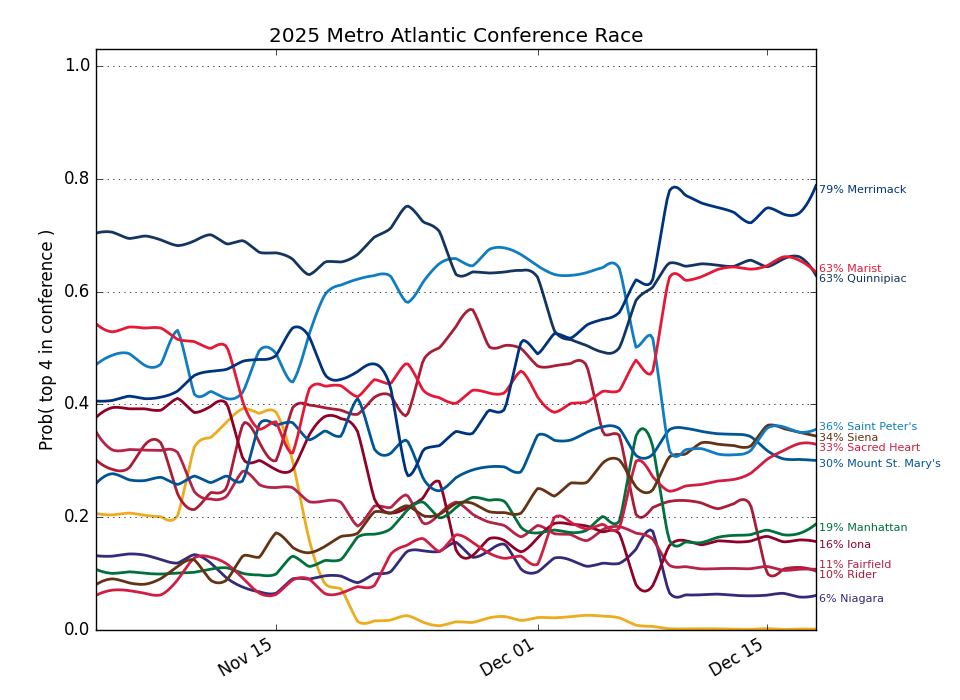 2025 Metro Atlantic Conference Race
Prob( top 4 in conference )
1.0
0.8
0.6
0.4
0.2
0.0
Nov 15
Dec 01
Dec 15
79% Merrimack
63% Marist
63% Quinnipiac
36% Saint Peter's
34% Siena
33% Sacred Heart
30% Mount St. Mary's
19% Manhattan
16% Iona
11% Fairfield
10% Rider
6% Niagara